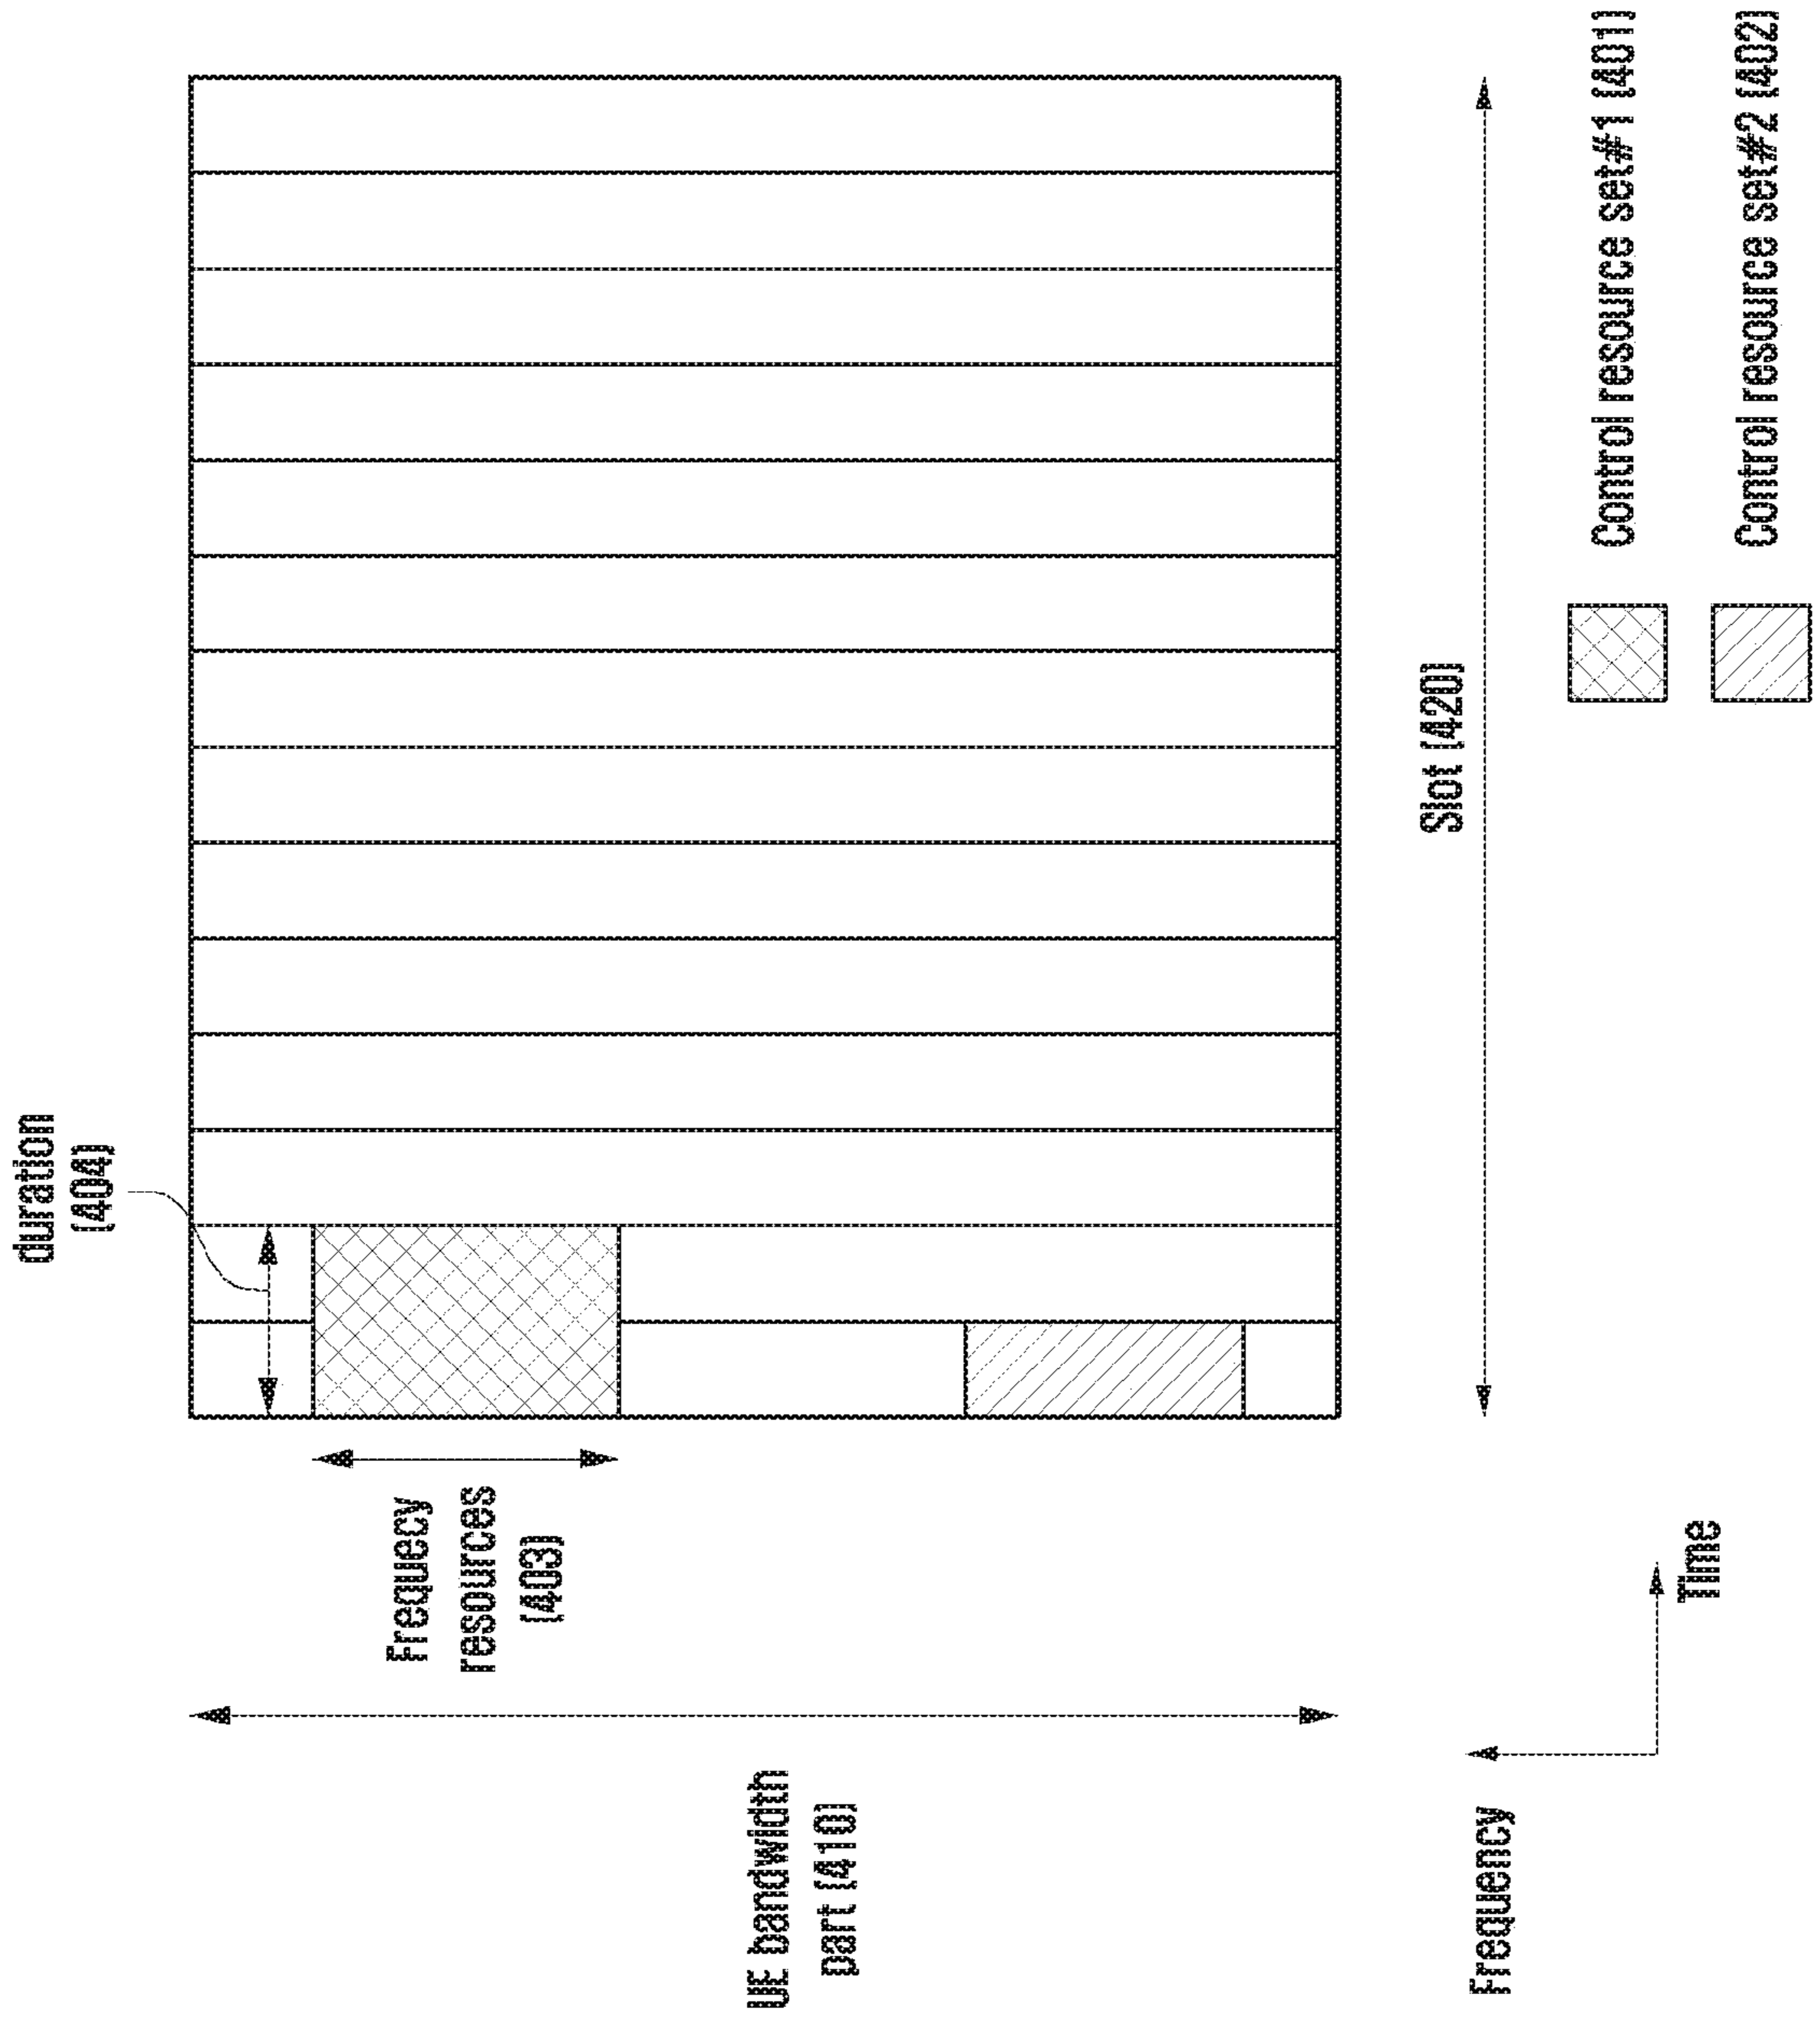 duration
(404)
Frequecy
resources
(403)
UE bandwidth
part (410)
Slot (420)
Frequency
Time
Control resource set#1 (401)
Control resource set#2 (402)